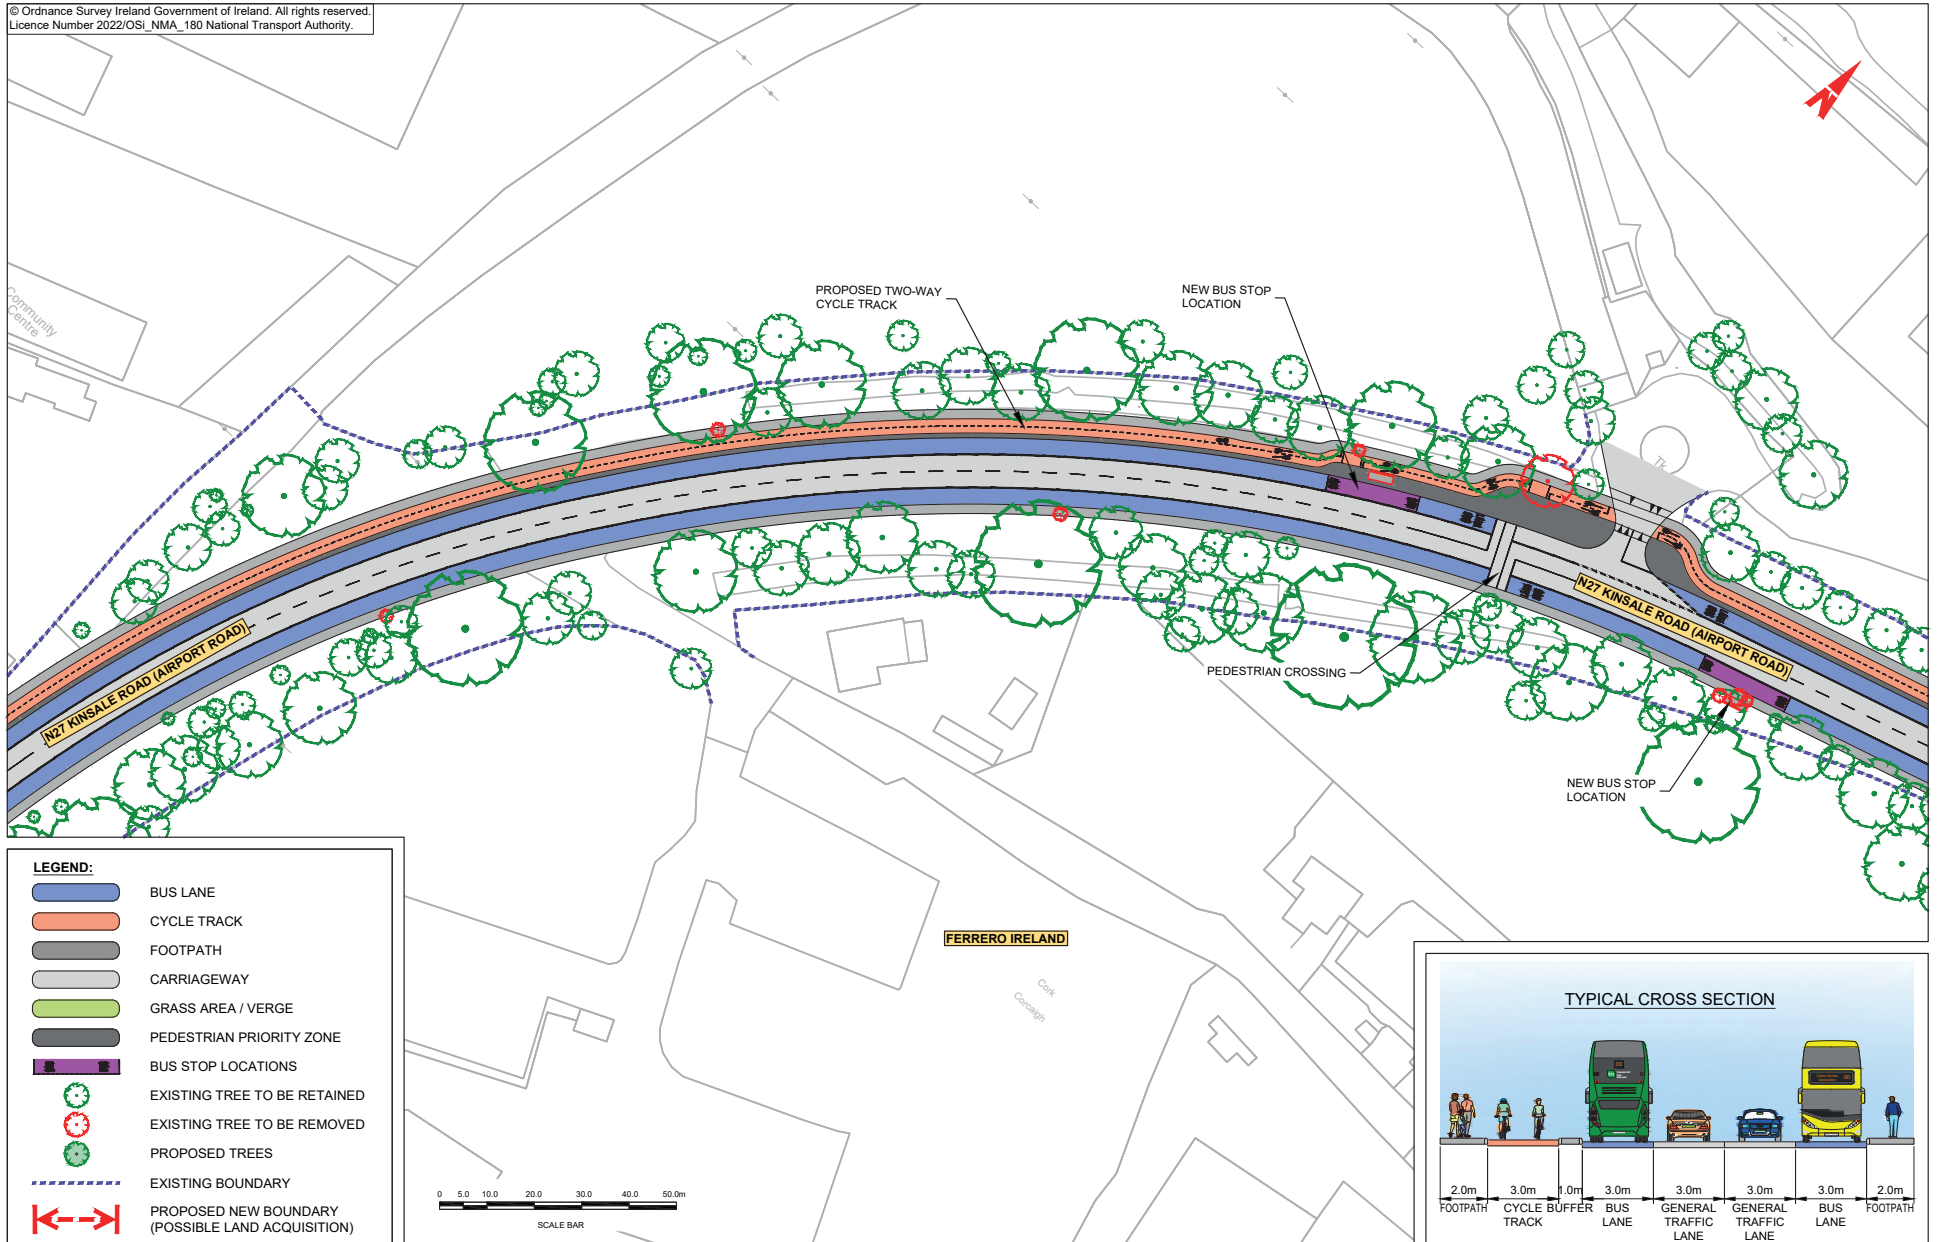 © Ordnance Survey Ireland Government of Ireland. All rights reserved.
Licence Number 2022/OSi_NMA_180 National Transport Authority.
N
Community
Centre
PROPOSED TWO-WAY
CYCLE TRACK
NEW BUS STOP
LOCATION
Tk
N27 KINSALE ROAD (AIRPORT ROAD)
N27 KINSALE ROAD (AIRPORT ROAD)
PEDESTRIAN CROSSING
NEW BUS STOP
LOCATION
FERRERO IRELAND
Cork
Corcaigh
LEGEND:
BUS LANE
CYCLE TRACK
FOOTPATH
CARRIAGEWAY
GRASS AREA / VERGE
PEDESTRIAN PRIORITY ZONE
BUS STOP LOCATIONS
EXISTING TREE TO BE RETAINED
EXISTING TREE TO BE REMOVED
PROPOSED TREES
EXISTING BOUNDARY
PROPOSED NEW BOUNDARY
(POSSIBLE LAND ACQUISITION)
0 5.0 10.0 20.0 30.0 40.0 50.0m
SCALE BAR
TYPICAL CROSS SECTION
2.0m 3.0m 1.0m 3.0m 3.0m 3.0m 3.0m 2.0m
FOOTPATH CYCLE BUFFER BUS GENERAL GENERAL BUS FOOTPATH
TRACK LANE TRAFFIC TRAFFIC LANE
LANE LANE